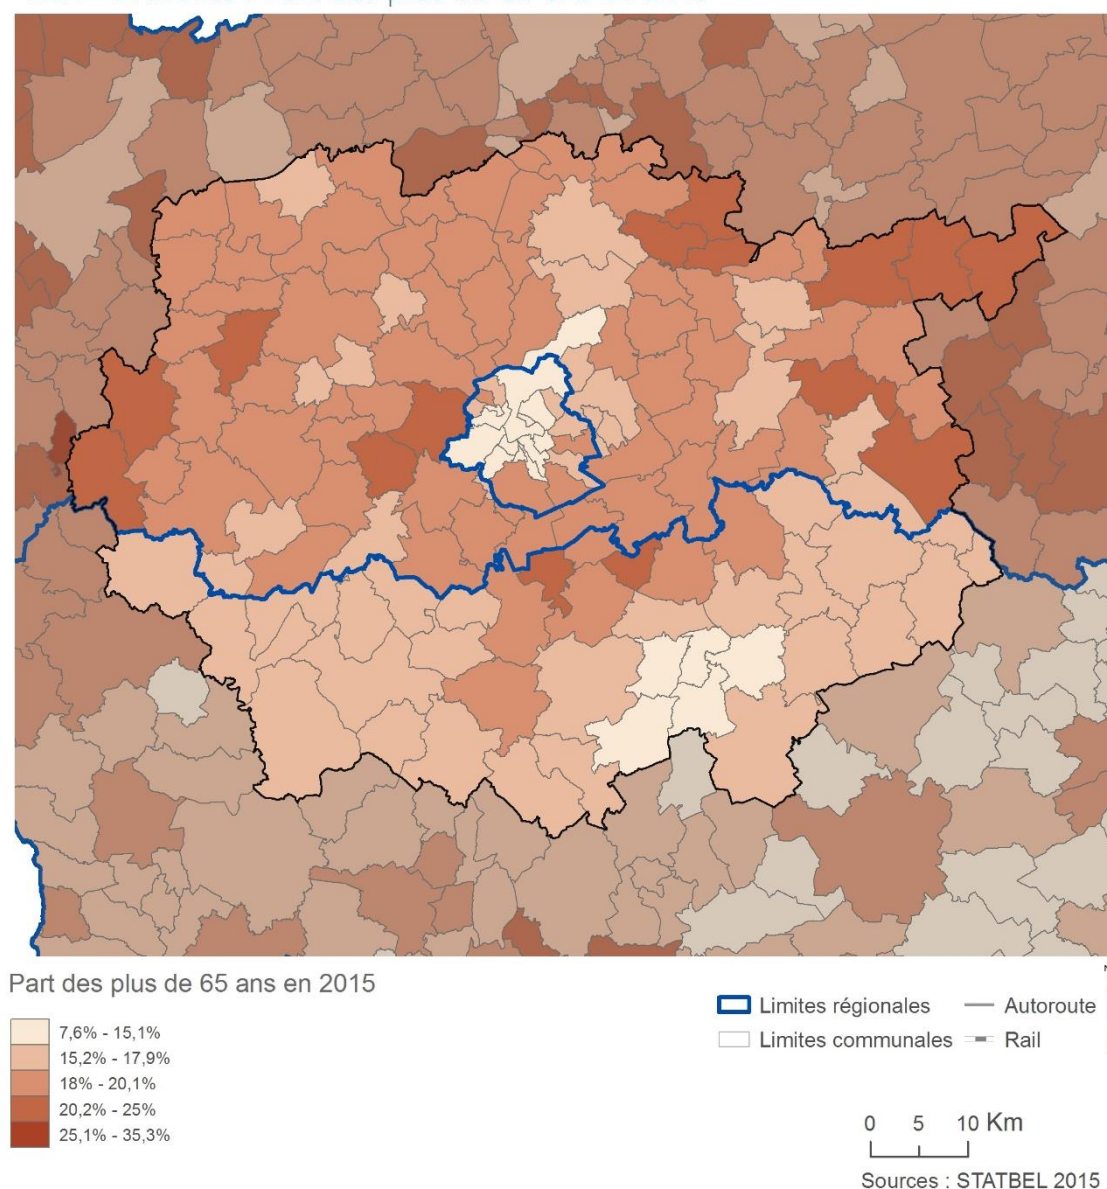 Part des plus de 65 ans en 2015
7,6% - 15,1%
15,2% - 17,9%
18% - 20,1%
20,2% - 25%
25,1% - 35,3%
Limites régionales
Autoroute
Limites communales
Rail
0 5 10 Km
Sources : STATBEL 2015